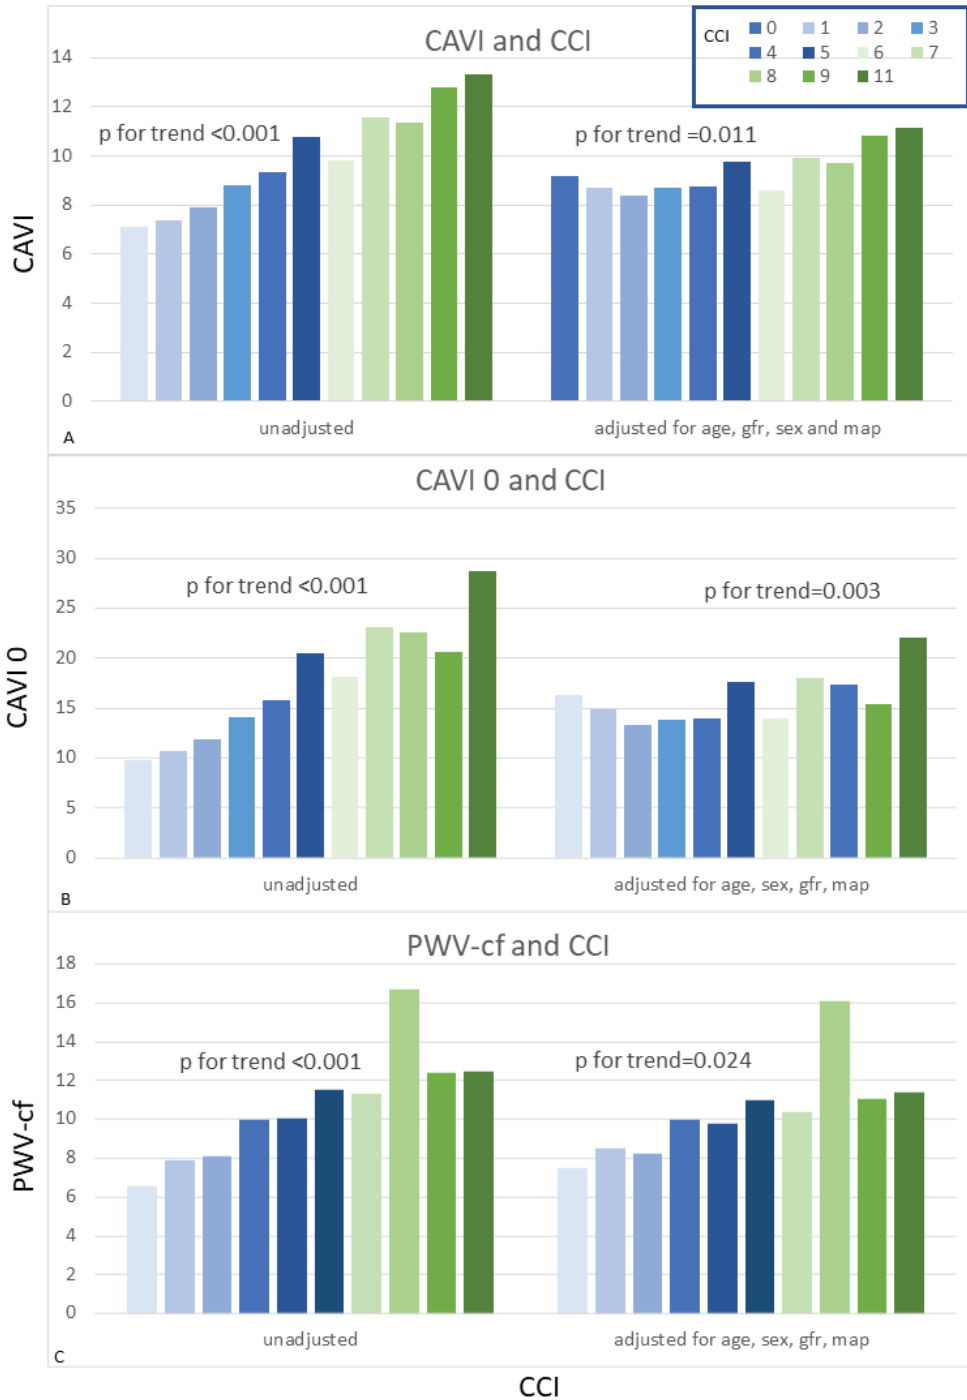 CAVI and CCI
CCI 0 1 2 3
4 5 6 7
8 9 11
14
12
10
8
6
4
2
0
p for trend <0.001
p for trend =0.011
CAVI
unadjusted
adjusted for age, gfr, sex and map
A
CAVI 0 and CCI
35
30
25
20
15
10
5
0
p for trend <0.001
p for trend=0.003
CAVI 0
unadjusted
adjusted for age, sex, gfr, map
B
PWV-cf and CCI
18
16
14
12
10
8
6
4
2
0
p for trend <0.001
p for trend=0.024
PWV-cf
unadjusted
adjusted for age, sex, gfr, map
C
CCI